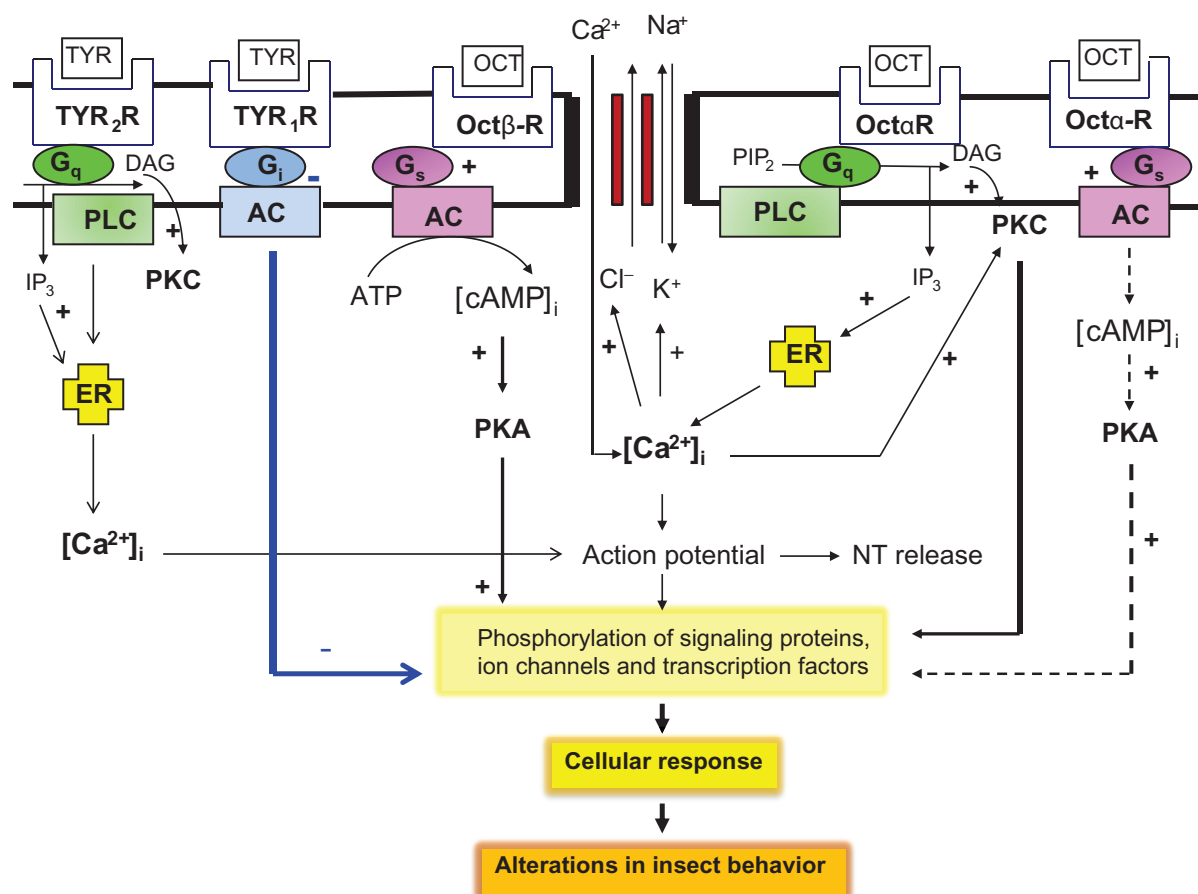 Ca²⁺ Na⁺
TYR TYR OCT OCT OCT
TYR₂R TYR₁R Octβ-R OctαR Octα-R
Gq DAG Gi - Gs + PIP₂ Gq DAG + Gs
+
PLC + AC AC PLC PKC AC
IP₃ PKC ATP [cAMP]i Cl⁻ K⁺ IP₃
+ + [cAMP]i
+ + + ER + +
ER PKA [Ca²⁺]i PKA
[Ca²⁺]i Action potential NT release +
+
Phosphorylation of signaling proteins,
- ion channels and transcription factors
Cellular response
Alterations in insect behavior